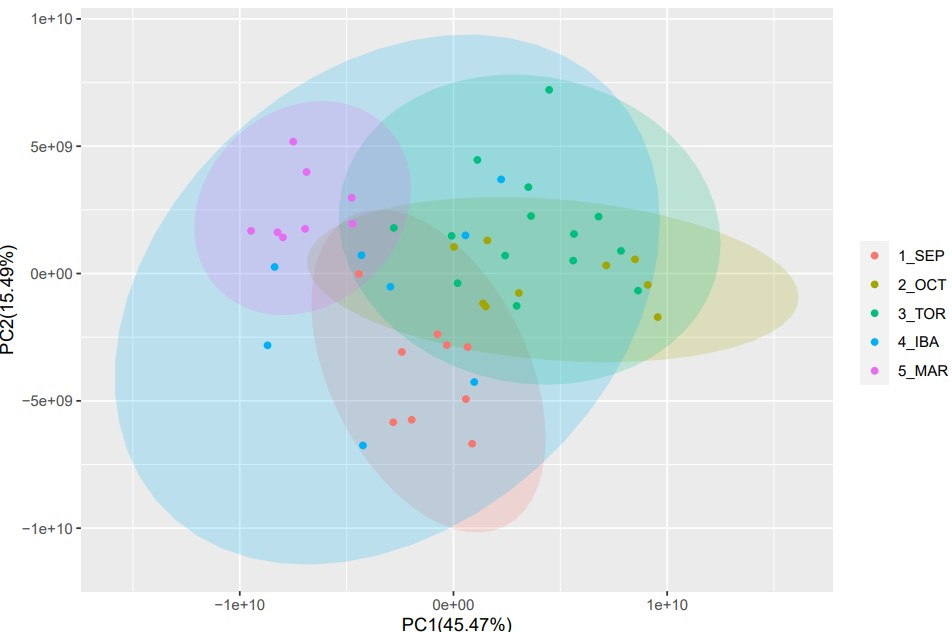 1e+10
5e+09
0e+00
−5e+09
−1e+10
PC2(15.49%)
−1e+10 0e+00 1e+10
PC1(45.47%)
1_SEP
2_OCT
3_TOR
4_IBA
5_MAR